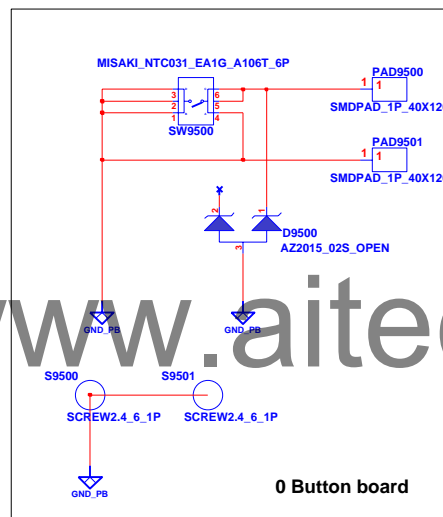 MISAKI_NTC031_EA1G_A106T_6P
PAD9500
3 6 1 1
2 5 SMDPAD_1P_40X120
1 4 PAD9501
SW9500 1 1
SMDPAD_1P_40X12
2 1
D9500
3 AZ2015_02S_OPEN
www.aitec
GND_PB GND_PB
S9500 S9501
SCREW2.4_6_1P SCREW2.4_6_1P
GND_PB
0 Button board